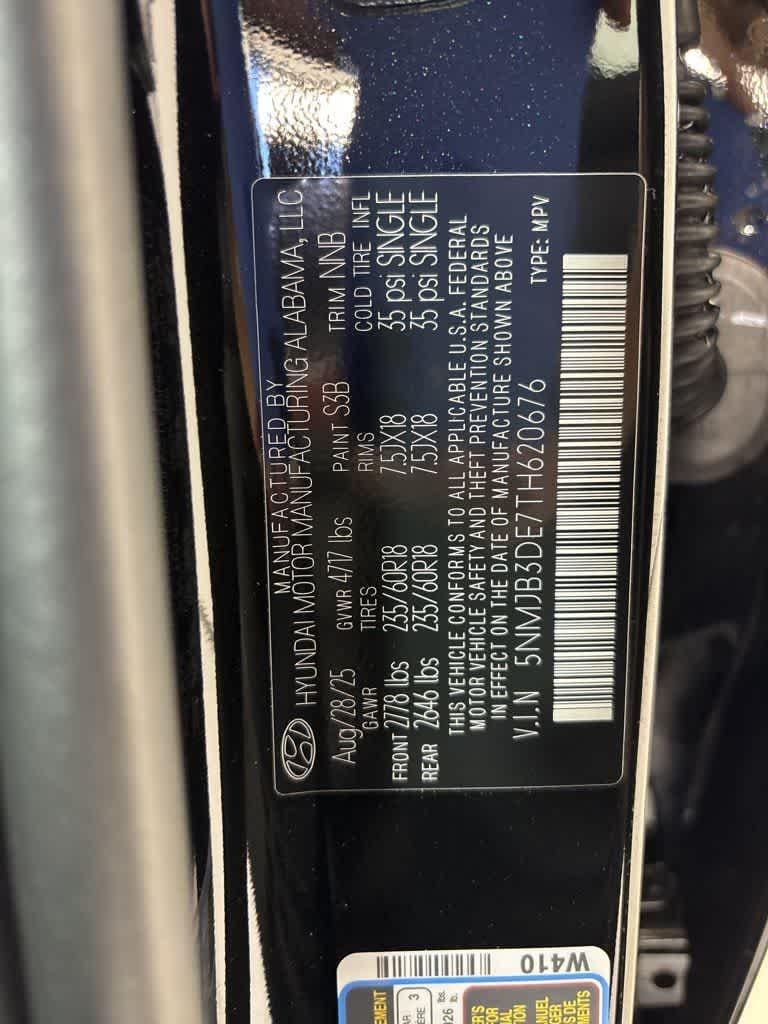 MANUFACTURED BY
HYUNDAI MOTOR MANUFACTURING ALABAMA, LLC
Aug/28/25 GVWR 4717 lbs PAINT S3B TRIM NNB
GAWR TIRES RIMS COLD TIRE INFL
FRONT 2778 lbs 235/60R18 7.5JX18 35 psi SINGLE
REAR 2646 lbs 235/60R18 7.5JX18 35 psi SINGLE
THIS VEHICLE CONFORMS TO ALL APPLICABLE U.S.A. FEDERAL
MOTOR VEHICLE SAFETY AND THEFT PREVENTION STANDARDS
IN EFFECT ON THE DATE OF MANUFACTURE SHOWN ABOVE
V.I.N 5NMJB3DE7TH620676 TYPE: MPV
W410
3
lbs.